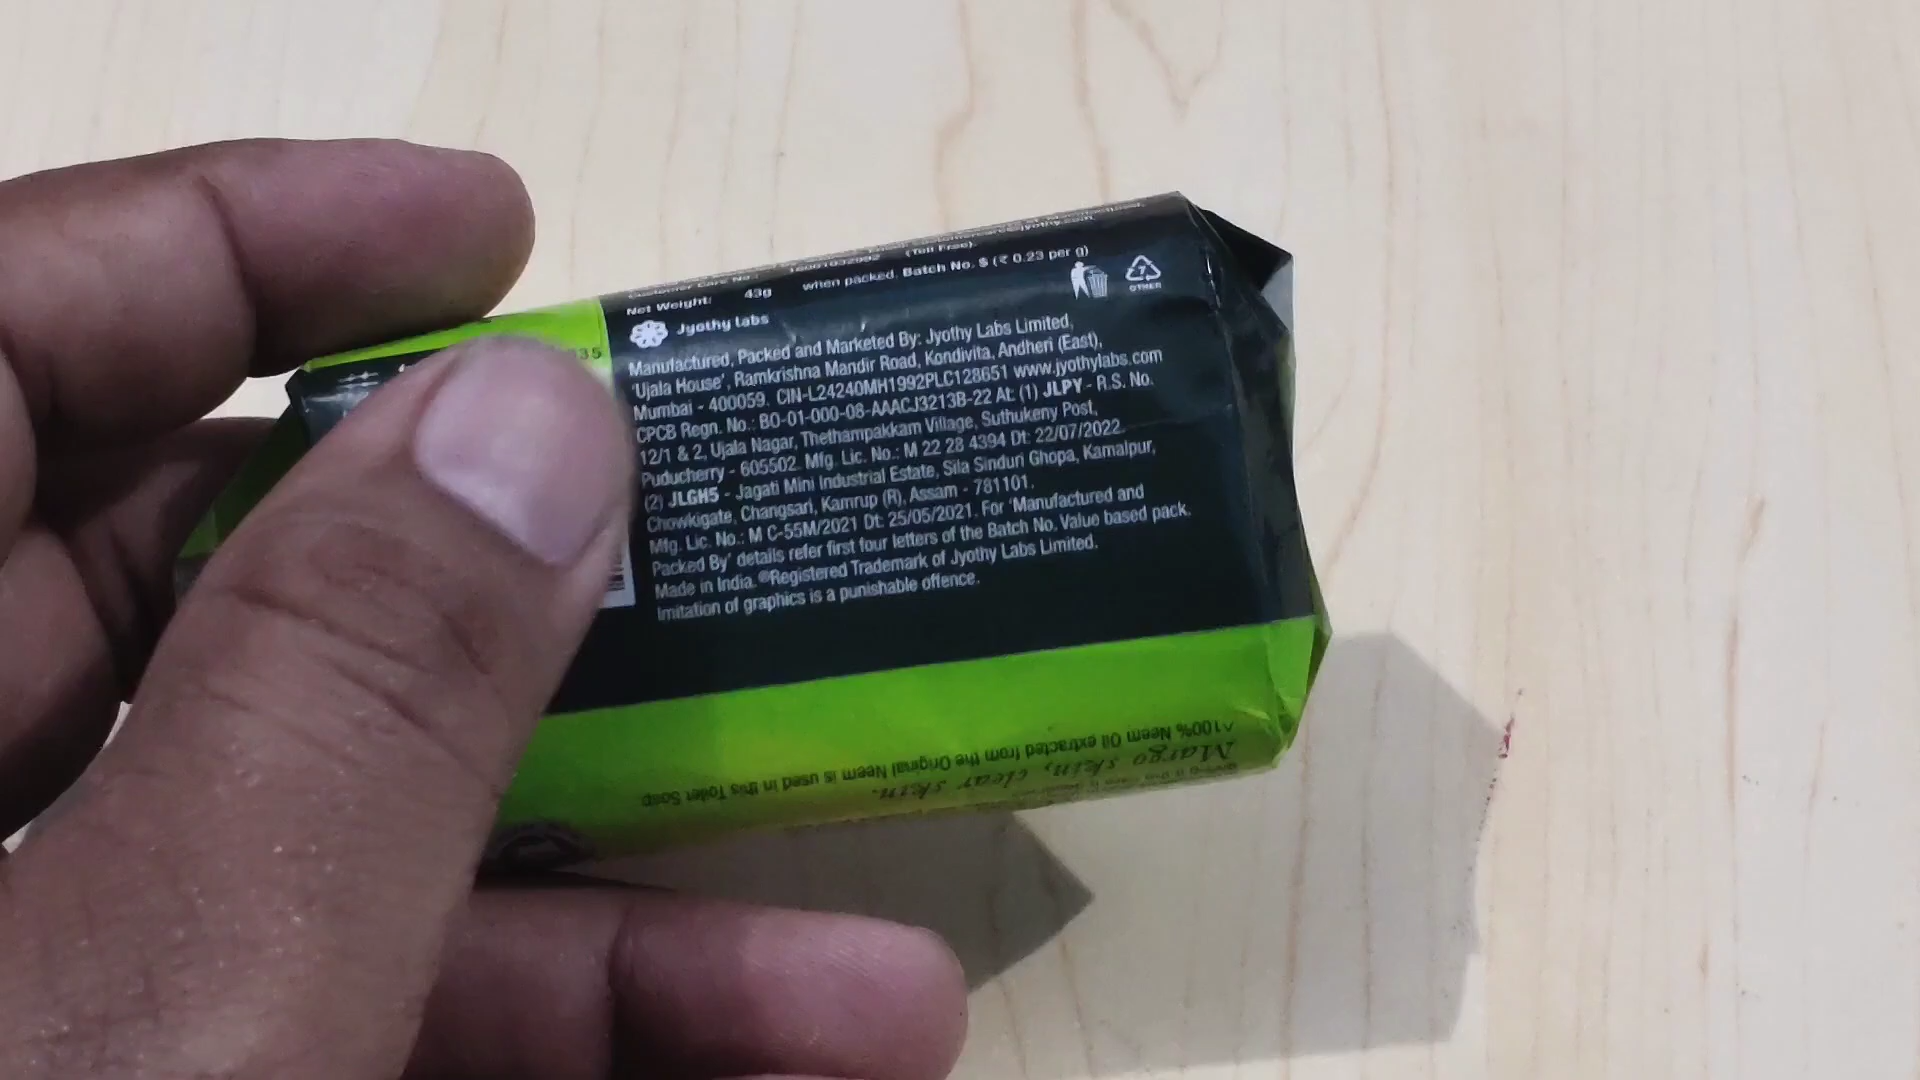 Customer Care No.: 18001032992 (Toll Free).
Net Weight: 43g when packed. Batch No. $ (₹ 0.23 per g)
7
OTHER
Jyothy labs
Manufactured, Packed and Marketed By: Jyothy Labs Limited,
'Ujala House', Ramkrishna Mandir Road, Kondivita, Andheri (East),
Mumbai - 400059. CIN-L24240MH1992PLC128651 www.jyothylabs.com
CPCB Regn. No.: BO-01-000-08-AAACJ3213B-22 At: (1) JLPY - R.S. No.
12/1 & 2, Ujala Nagar, Thethampakkam Village, Suthukeny Post,
Puducherry - 605502. Mfg. Lic. No.: M 22 28 4394 Dt: 22/07/2022.
(2) JLGH5 - Jagati Mini Industrial Estate, Sila Sinduri Ghopa, Kamalpur,
Chowkigate, Changsari, Kamrup (R), Assam - 781101.
Mfg. Lic. No.: M C-55M/2021 Dt: 25/05/2021. For 'Manufactured and
Packed By' details refer first four letters of the Batch No. Value based pack.
Made in India. ®Registered Trademark of Jyothy Labs Limited.
Imitation of graphics is a punishable offence.
^100% Neem Oil extracted from the Original Neem is used in this Toilet Soap
Margo skin, clear skin.